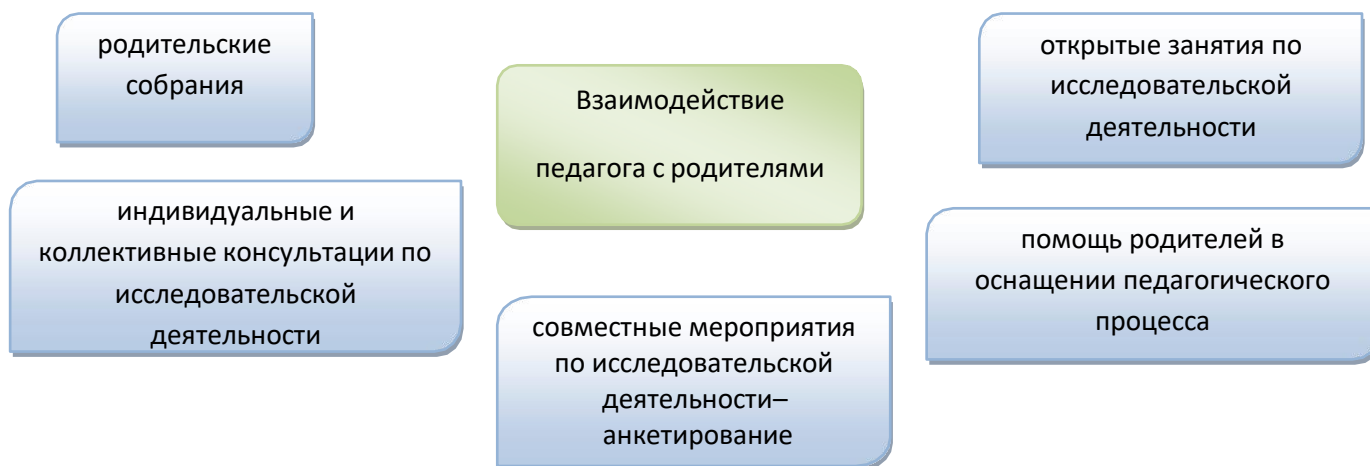 родительские
собрания
Взаимодействие
педагога с родителями
открытые занятия по
исследовательской
деятельности
индивидуальные и
коллективные консультации по
исследовательской
деятельности
помощь родителей в
оснащении педагогического
процесса
совместные мероприятия
по исследовательской
деятельности–
анкетирование